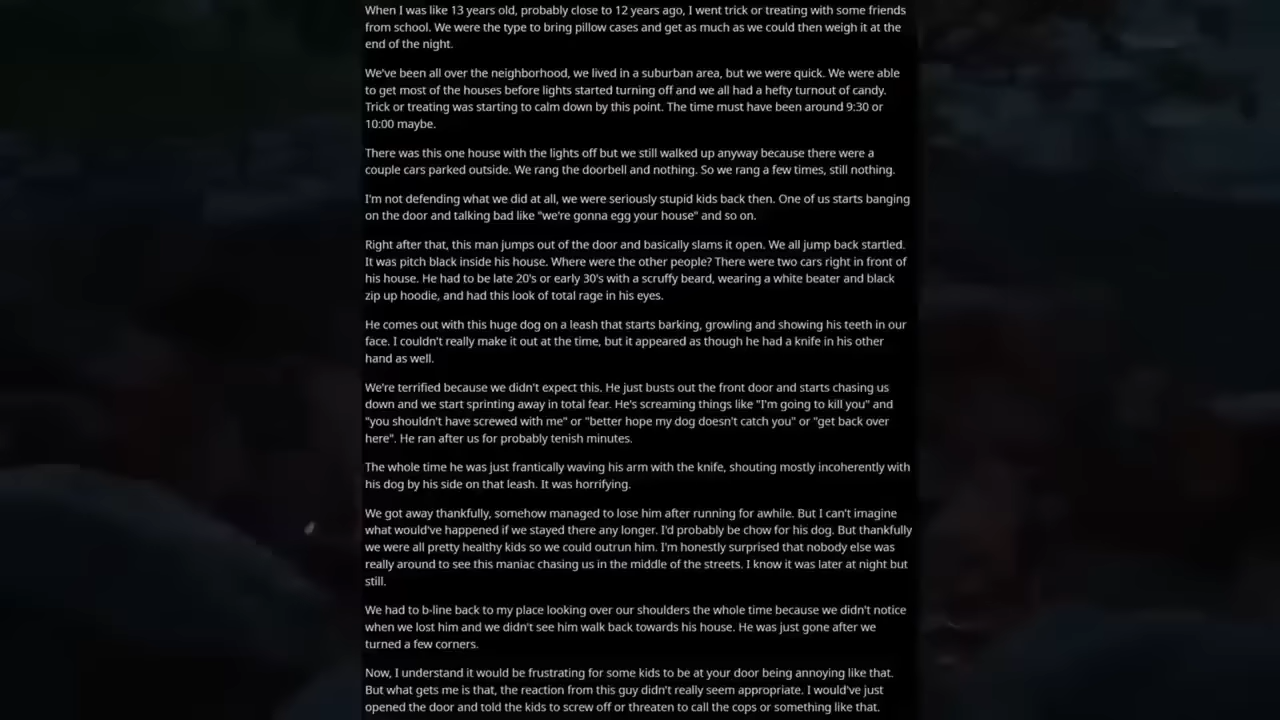 When I was like 13 years old, probably close to 12 years ago, I went trick or treating with some friends
from school. We were the type to bring pillow cases and get as much as we could then weigh it at the
end of the night.
We've been all over the neighborhood, we lived in a suburban area, but we were quick. We were able
to get most of the houses before lights started turning off and we all had a hefty turnout of candy.
Trick or treating was starting to calm down by this point. The time must have been around 9:30 or
10:00 maybe.
There was this one house with the lights off but we still walked up anyway because there were a
couple cars parked outside. We rang the doorbell and nothing. So we rang a few times, still nothing.
I'm not defending what we did at all, we were seriously stupid kids back then. One of us starts banging
on the door and talking bad like "we're gonna egg your house" and so on.
Right after that, this man jumps out of the door and basically slams it open. We all jump back startled.
It was pitch black inside his house. Where were the other people? There were two cars right in front of
his house. He had to be late 20's or early 30's with a scruffy beard, wearing a white beater and black
zip up hoodie, and had this look of total rage in his eyes.
He comes out with this huge dog on a leash that starts barking, growling and showing his teeth in our
face. I couldn't really make it out at the time, but it appeared as though he had a knife in his other
hand as well.
We're terrified because we didn't expect this. He just busts out the front door and starts chasing us
down and we start sprinting away in total fear. He's screaming things like "I'm going to kill you" and
"you shouldn't have screwed with me" or "better hope my dog doesn't catch you" or "get back over
here". He ran after us for probably tenish minutes.
The whole time he was just frantically waving his arm with the knife, shouting mostly incoherently with
his dog by his side on that leash. It was horrifying.
We got away thankfully, somehow managed to lose him after running for awhile. But I can't imagine
what would've happened if we stayed there any longer. I'd probably be chow for his dog. But thankfully
we were all pretty healthy kids so we could outrun him. I'm honestly surprised that nobody else was
really around to see this maniac chasing us in the middle of the streets. I know it was later at night but
still.
We had to b-line back to my place looking over our shoulders the whole time because we didn't notice
when we lost him and we didn't see him walk back towards his house. He was just gone after we
turned a few corners.
Now, I understand it would be frustrating for some kids to be at your door being annoying like that.
But what gets me is that, the reaction from this guy didn't really seem appropriate. I would've just
opened the door and told the kids to screw off or threaten to call the cops or something like that.